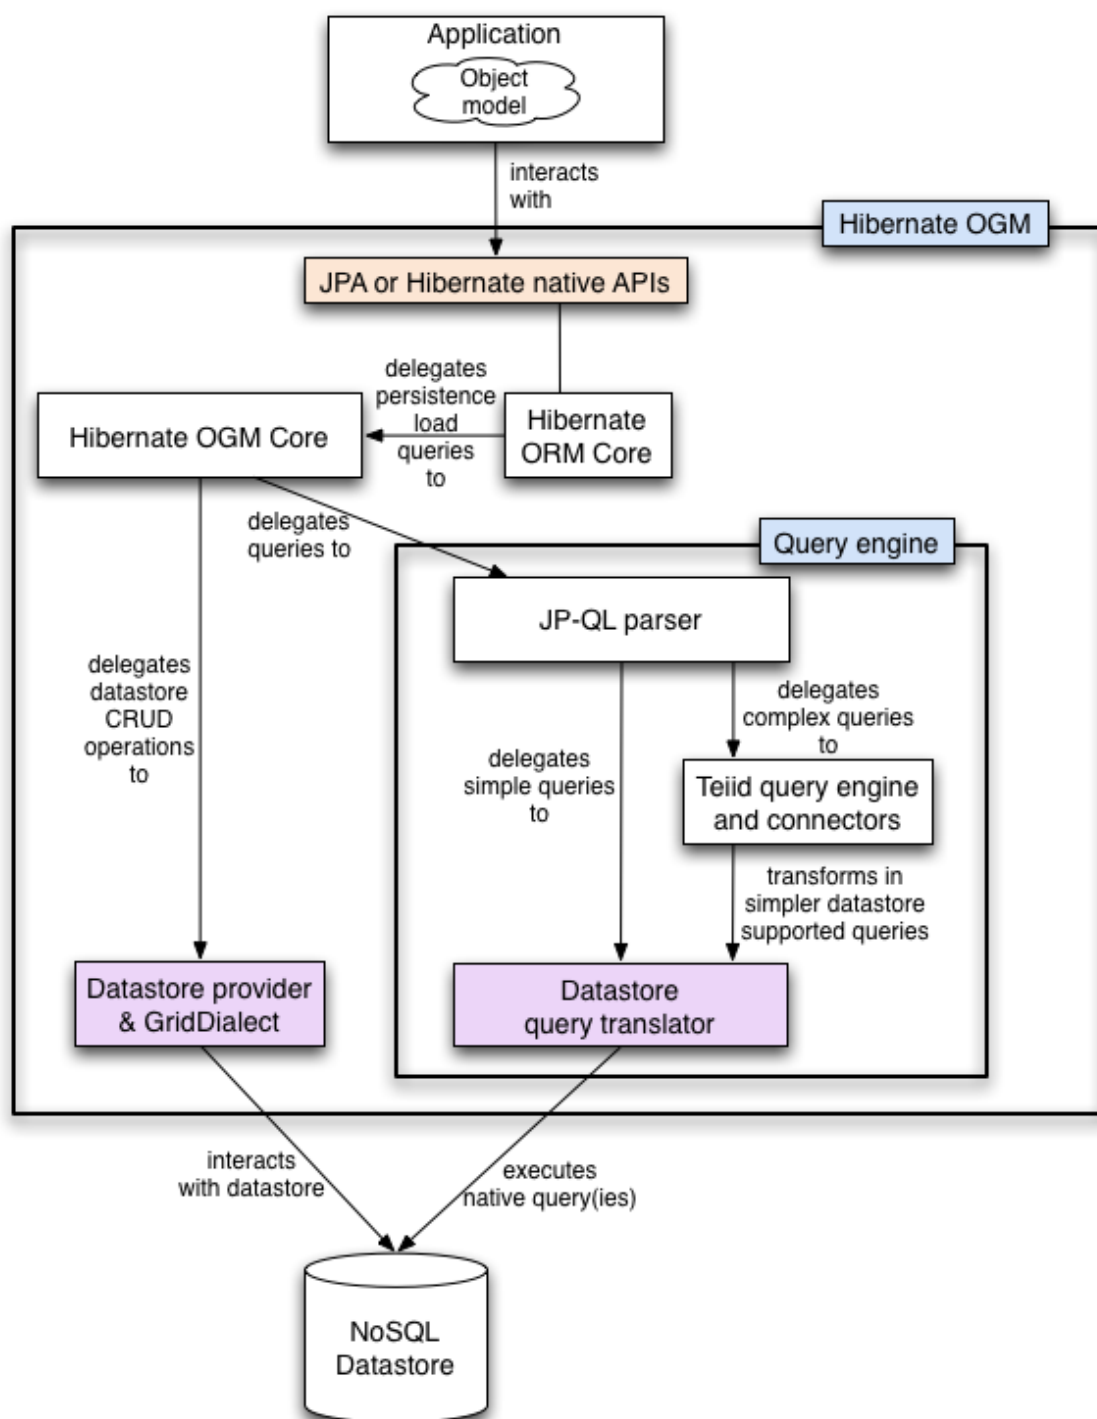 Application
Object
model
interacts
with
Hibernate OGM
JPA or Hibernate native APIs
delegates
persistence
load
queries
to
Hibernate OGM Core
Hibernate
ORM Core
delegates
queries to
Query engine
JP-QL parser
delegates
datastore
CRUD
operations
to
delegates
simple queries
to
delegates
complex queries
to
Teiid query engine
and connectors
transforms in
simpler datastore
supported queries
Datastore provider
& GridDialect
Datastore
query translator
interacts
with datastore
executes
native query(ies)
NoSQL
Datastore